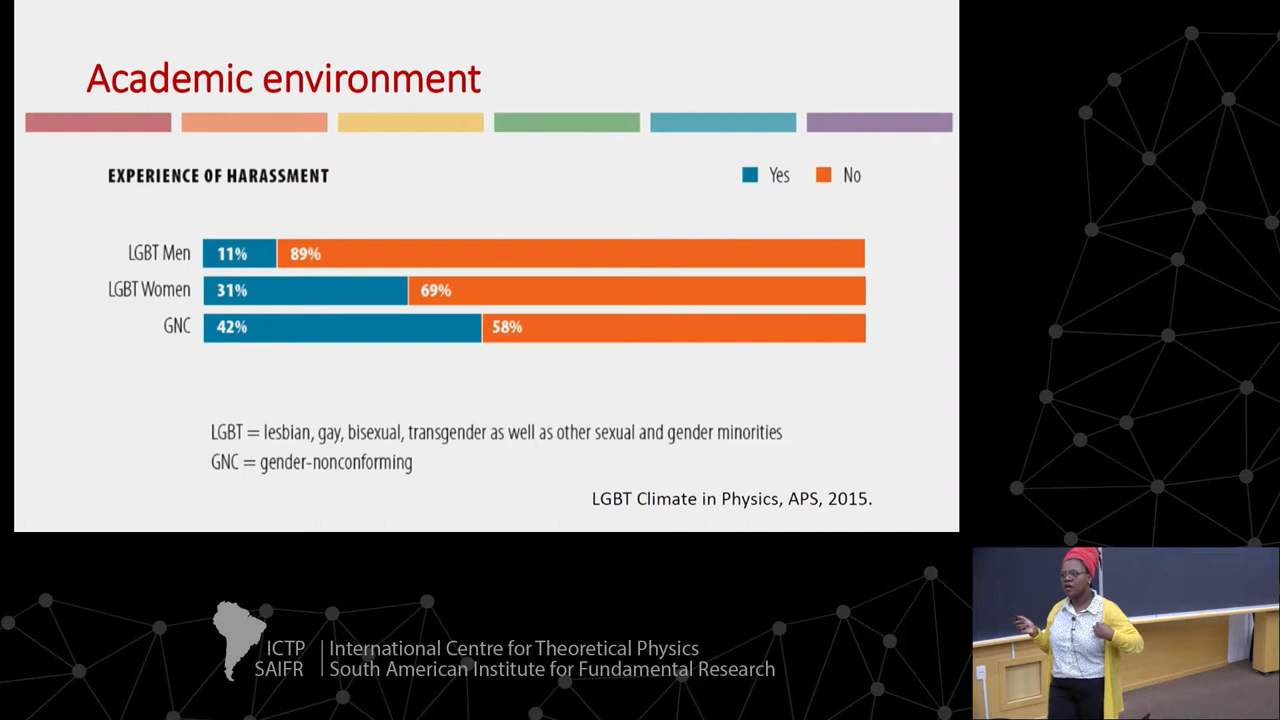 Academic environment
EXPERIENCE OF HARASSMENT
Yes No
LGBT Men 11% 89%
LGBT Women 31% 69%
GNC 42% 58%
LGBT = lesbian, gay, bisexual, transgender as well as other sexual and gender minorities
GNC = gender-nonconforming
LGBT Climate in Physics, APS, 2015.
ICTP International Centre for Theoretical Physics
SAIFR South American Institute for Fundamental Research